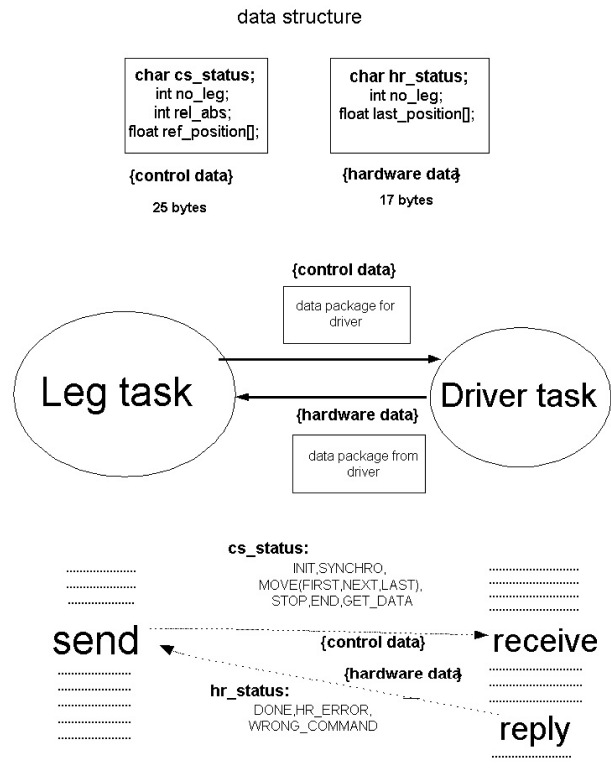 data structure
char cs_status;
int no_leg;
int rel_abs;
float ref_position[];
char hr_status;
int no_leg;
float last_position[];
{control data}
25 bytes
{hardware data}
17 bytes
{control data}
data package for
driver
Leg task
Driver task
{hardware data}
data package from
driver
cs_status:
INIT,SYNCHRO,
MOVE(FIRST,NEXT,LAST),
STOP,END,GET_DATA
send
{control data}
receive
{hardware data}
hr_status:
DONE,HR_ERROR,
WRONG_COMMAND
reply